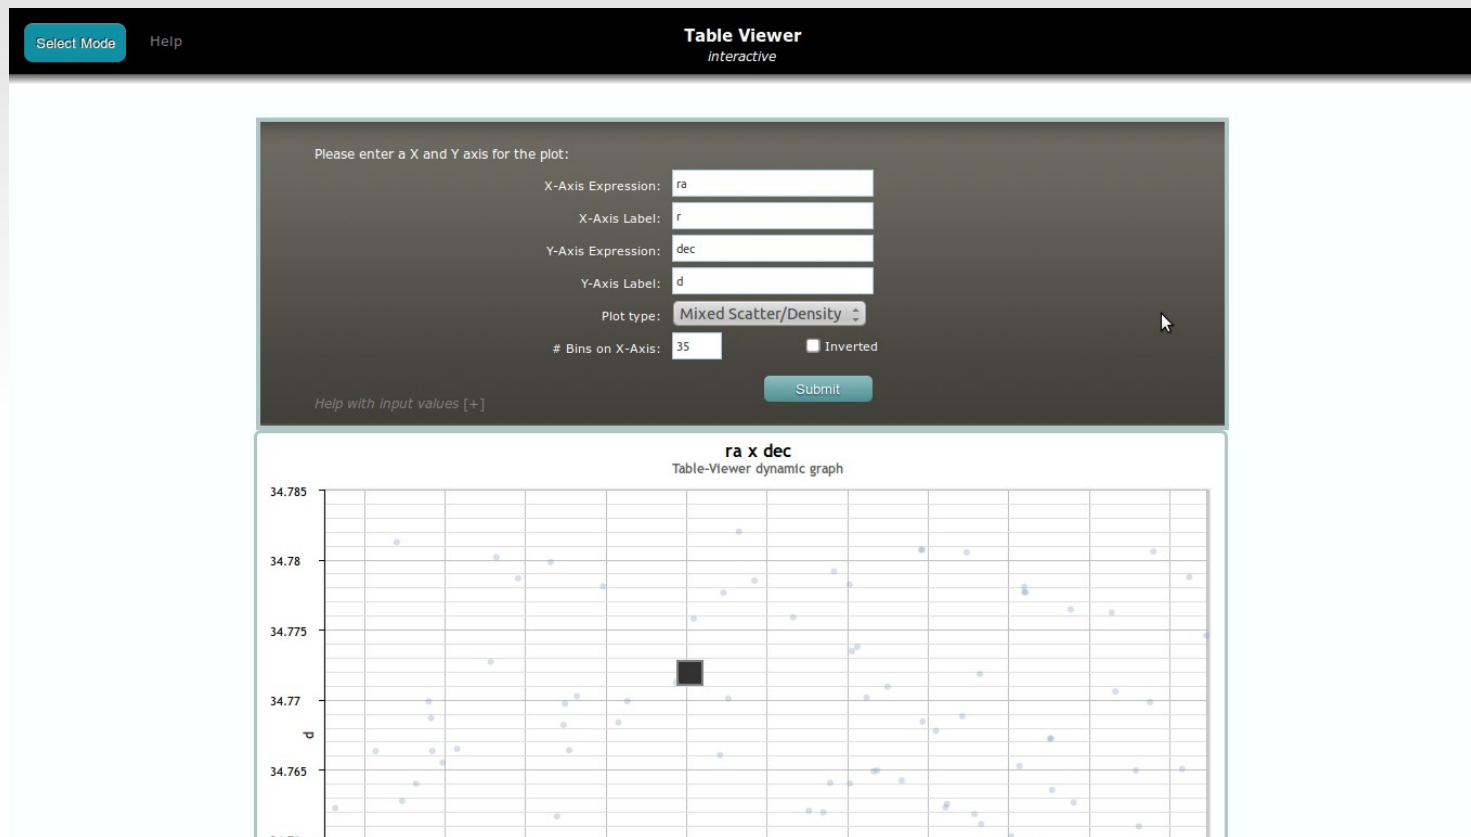 Select Mode
Help
Table Viewer
interactive
Please enter a X and Y axis for the plot:
X-Axis Expression: ra
X-Axis Label: r
Y-Axis Expression: dec
Y-Axis Label: d
Plot type: Mixed Scatter/Density
# Bins on X-Axis: 35
Inverted
Submit
Help with input values [+]
ra x dec
Table-Viewer dynamic graph
34.785
34.78
34.775
34.77
d
34.765